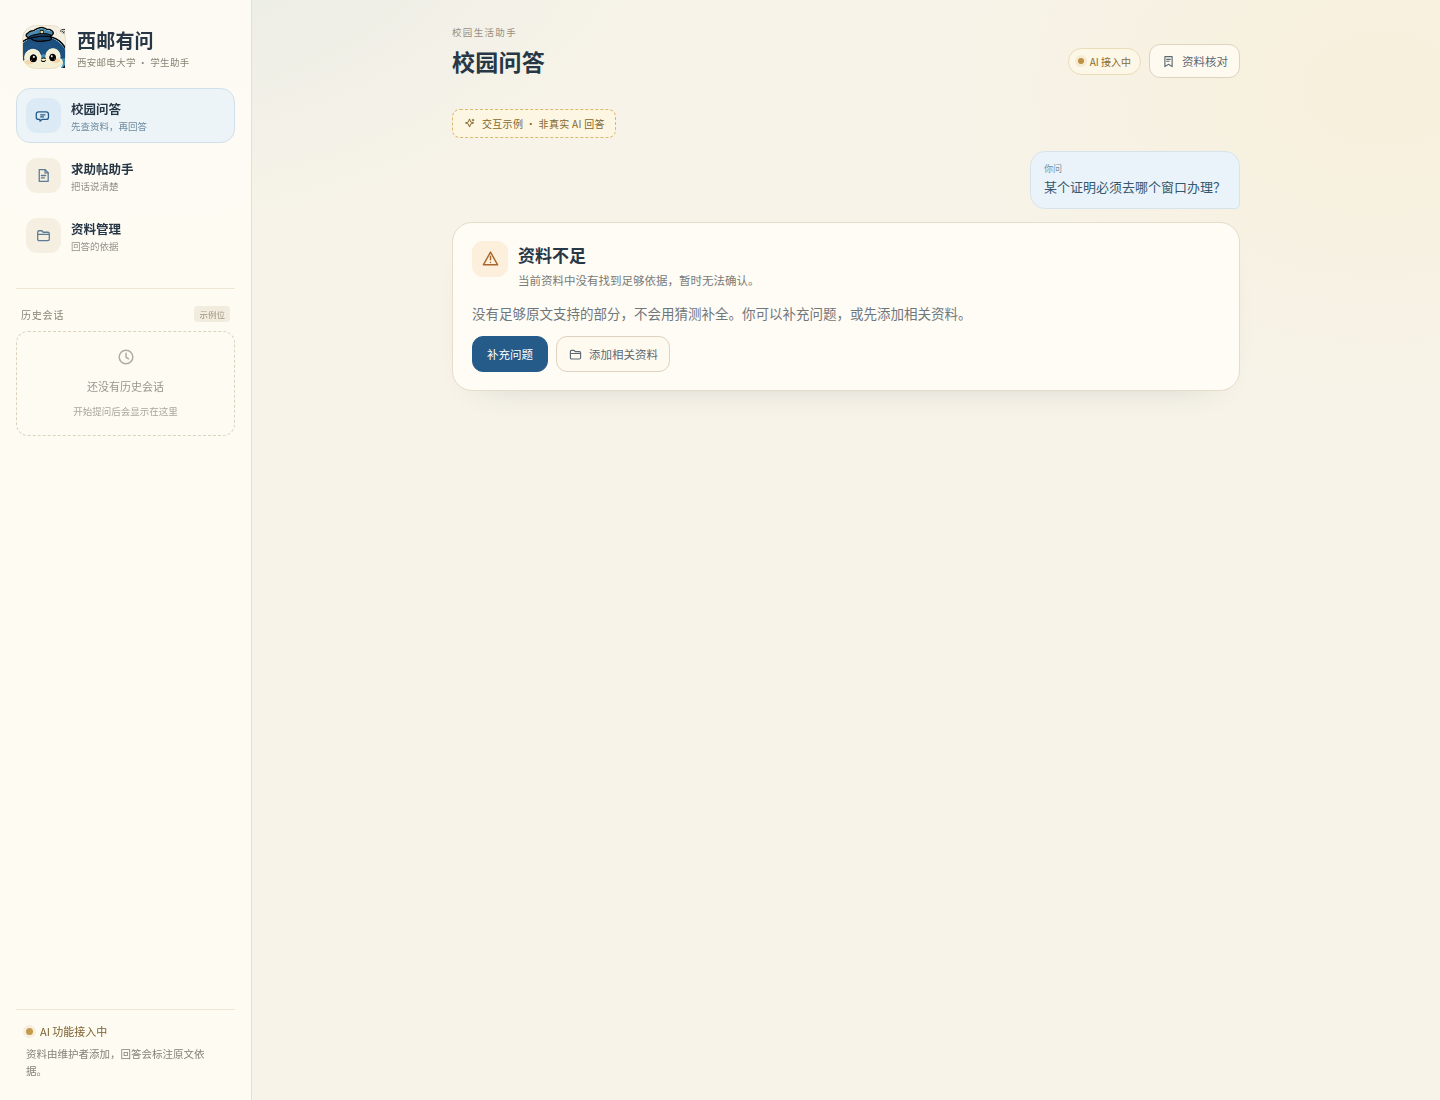 西邮有问
西安邮电大学 · 学生助手
校园问答
先查资料，再回答
求助帖助手
把话说清楚
资料管理
回答的依据
历史会话
示例位
还没有历史会话
开始提问后会显示在这里
AI 功能接入中
资料由维护者添加，回答会标注原文依
据。
校园生活助手
校园问答
AI 接入中
资料核对
交互示例 · 非真实 AI 回答
你问
某个证明必须去哪个窗口办理？
资料不足
当前资料中没有找到足够依据，暂时无法确认。
没有足够原文支持的部分，不会用猜测补全。你可以补充问题，或先添加相关资料。
补充问题
添加相关资料